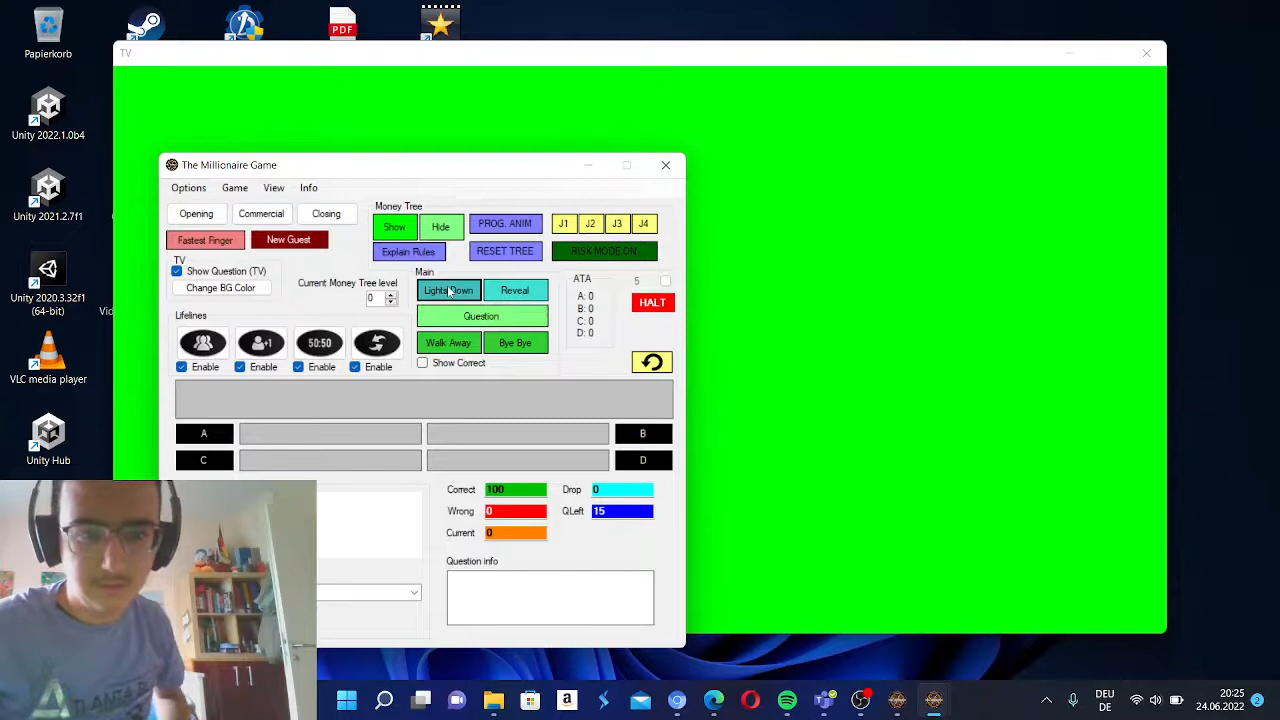 PDF
Papierkorb
TV
Unity 2022.1.0b4
Unity 2021.2.7f1
Unity 2020.3.32f1
(64-bit)
VLC media player
Unity Hub
The Millionaire Game
Options Game View Info
Opening Commercial Closing
Fastest Finger New Guest
Money Tree
Show Hide PROG. ANIM J1 J2 J3 J4
Explain Rules RESET TREE RISK MODE ON
TV
Show Question (TV)
Change BG Color
Current Money Tree level
0
Main
Lights Down Reveal
Question
Walk Away Bye Bye
Show Correct
ATA
A: 0
B: 0
C: 0
D: 0
5
HALT
Lifelines
+1 50:50
Enable Enable Enable Enable
A B
C D
Correct 100 Drop 0
Wrong 0 QLeft 15
Current 0
Question info
DEU
DE
20:25
24.06.2022
2